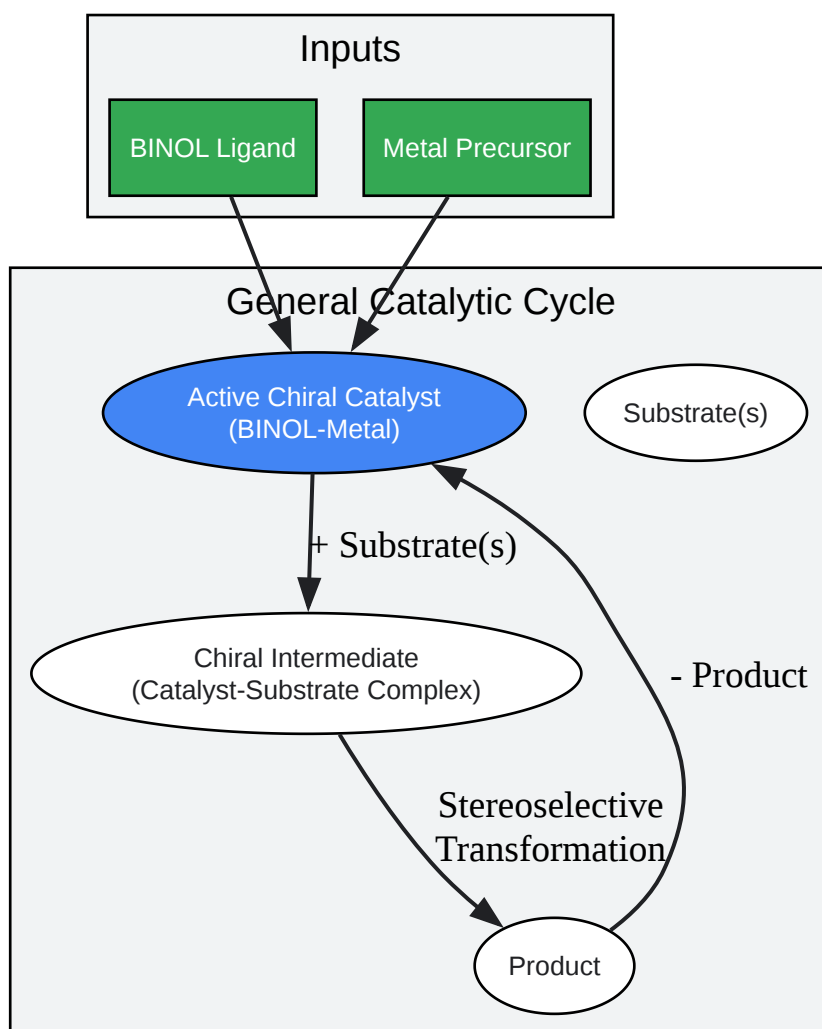 Inputs
BINOL Ligand
Metal Precursor
General Catalytic Cycle
Active Chiral Catalyst
(BINOL-Metal)
Substrate(s)
+ Substrate(s)
Chiral Intermediate
(Catalyst-Substrate Complex)
- Product
Stereoselective
Transformation
Product